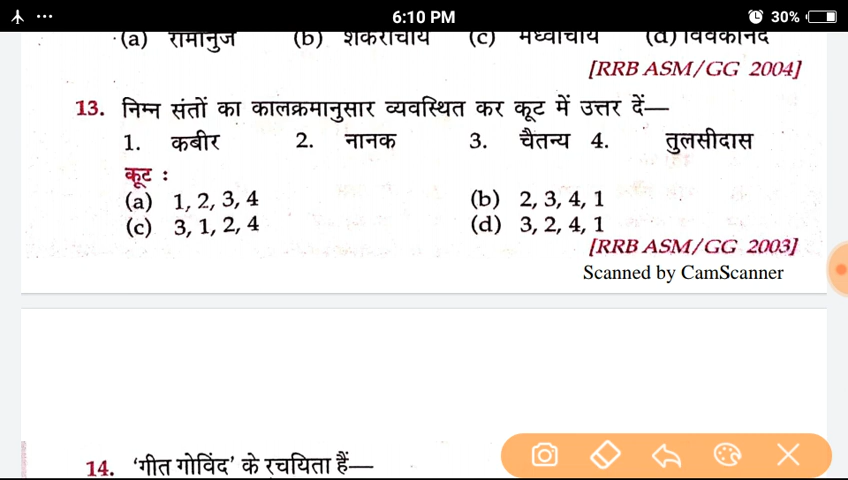 6:10 PM
30%
(a) रामानुज (b) शंकराचार्य (c) मध्वाचार्य (d) विवेकानंद
[RRB ASM/GG 2004]
13. निम्न संतों का कालक्रमानुसार व्यवस्थित कर कूट में उत्तर दें—
1. कबीर 2. नानक 3. चैतन्य 4. तुलसीदास
कूट :
(a) 1, 2, 3, 4 (b) 2, 3, 4, 1
(c) 3, 1, 2, 4 (d) 3, 2, 4, 1
[RRB ASM/GG 2003]
Scanned by CamScanner
14. ‘गीत गोविंद’ के रचयिता हैं—